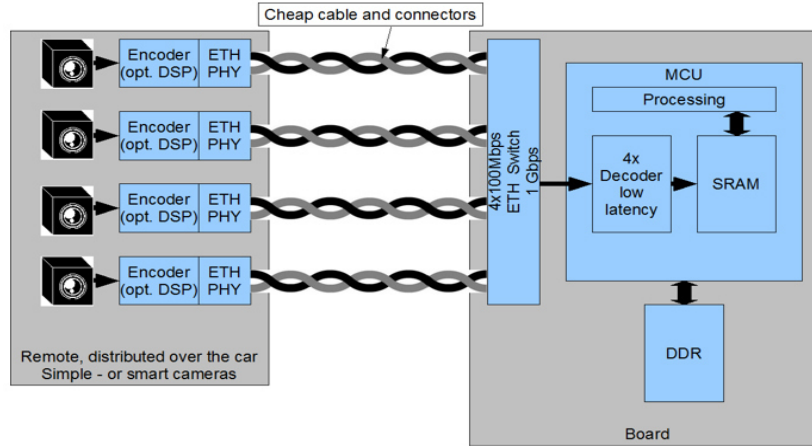 Cheap cable and connectors
Encoder
(opt. DSP)
ETH
PHY
Encoder
(opt. DSP)
ETH
PHY
Encoder
(opt. DSP)
ETH
PHY
Encoder
(opt. DSP)
ETH
PHY
Remote, distributed over the car
Simple - or smart cameras
4x100Mbps
ETH Switch
1 Gbps
MCU
Processing
4x
Decoder
low
latency
SRAM
DDR
Board